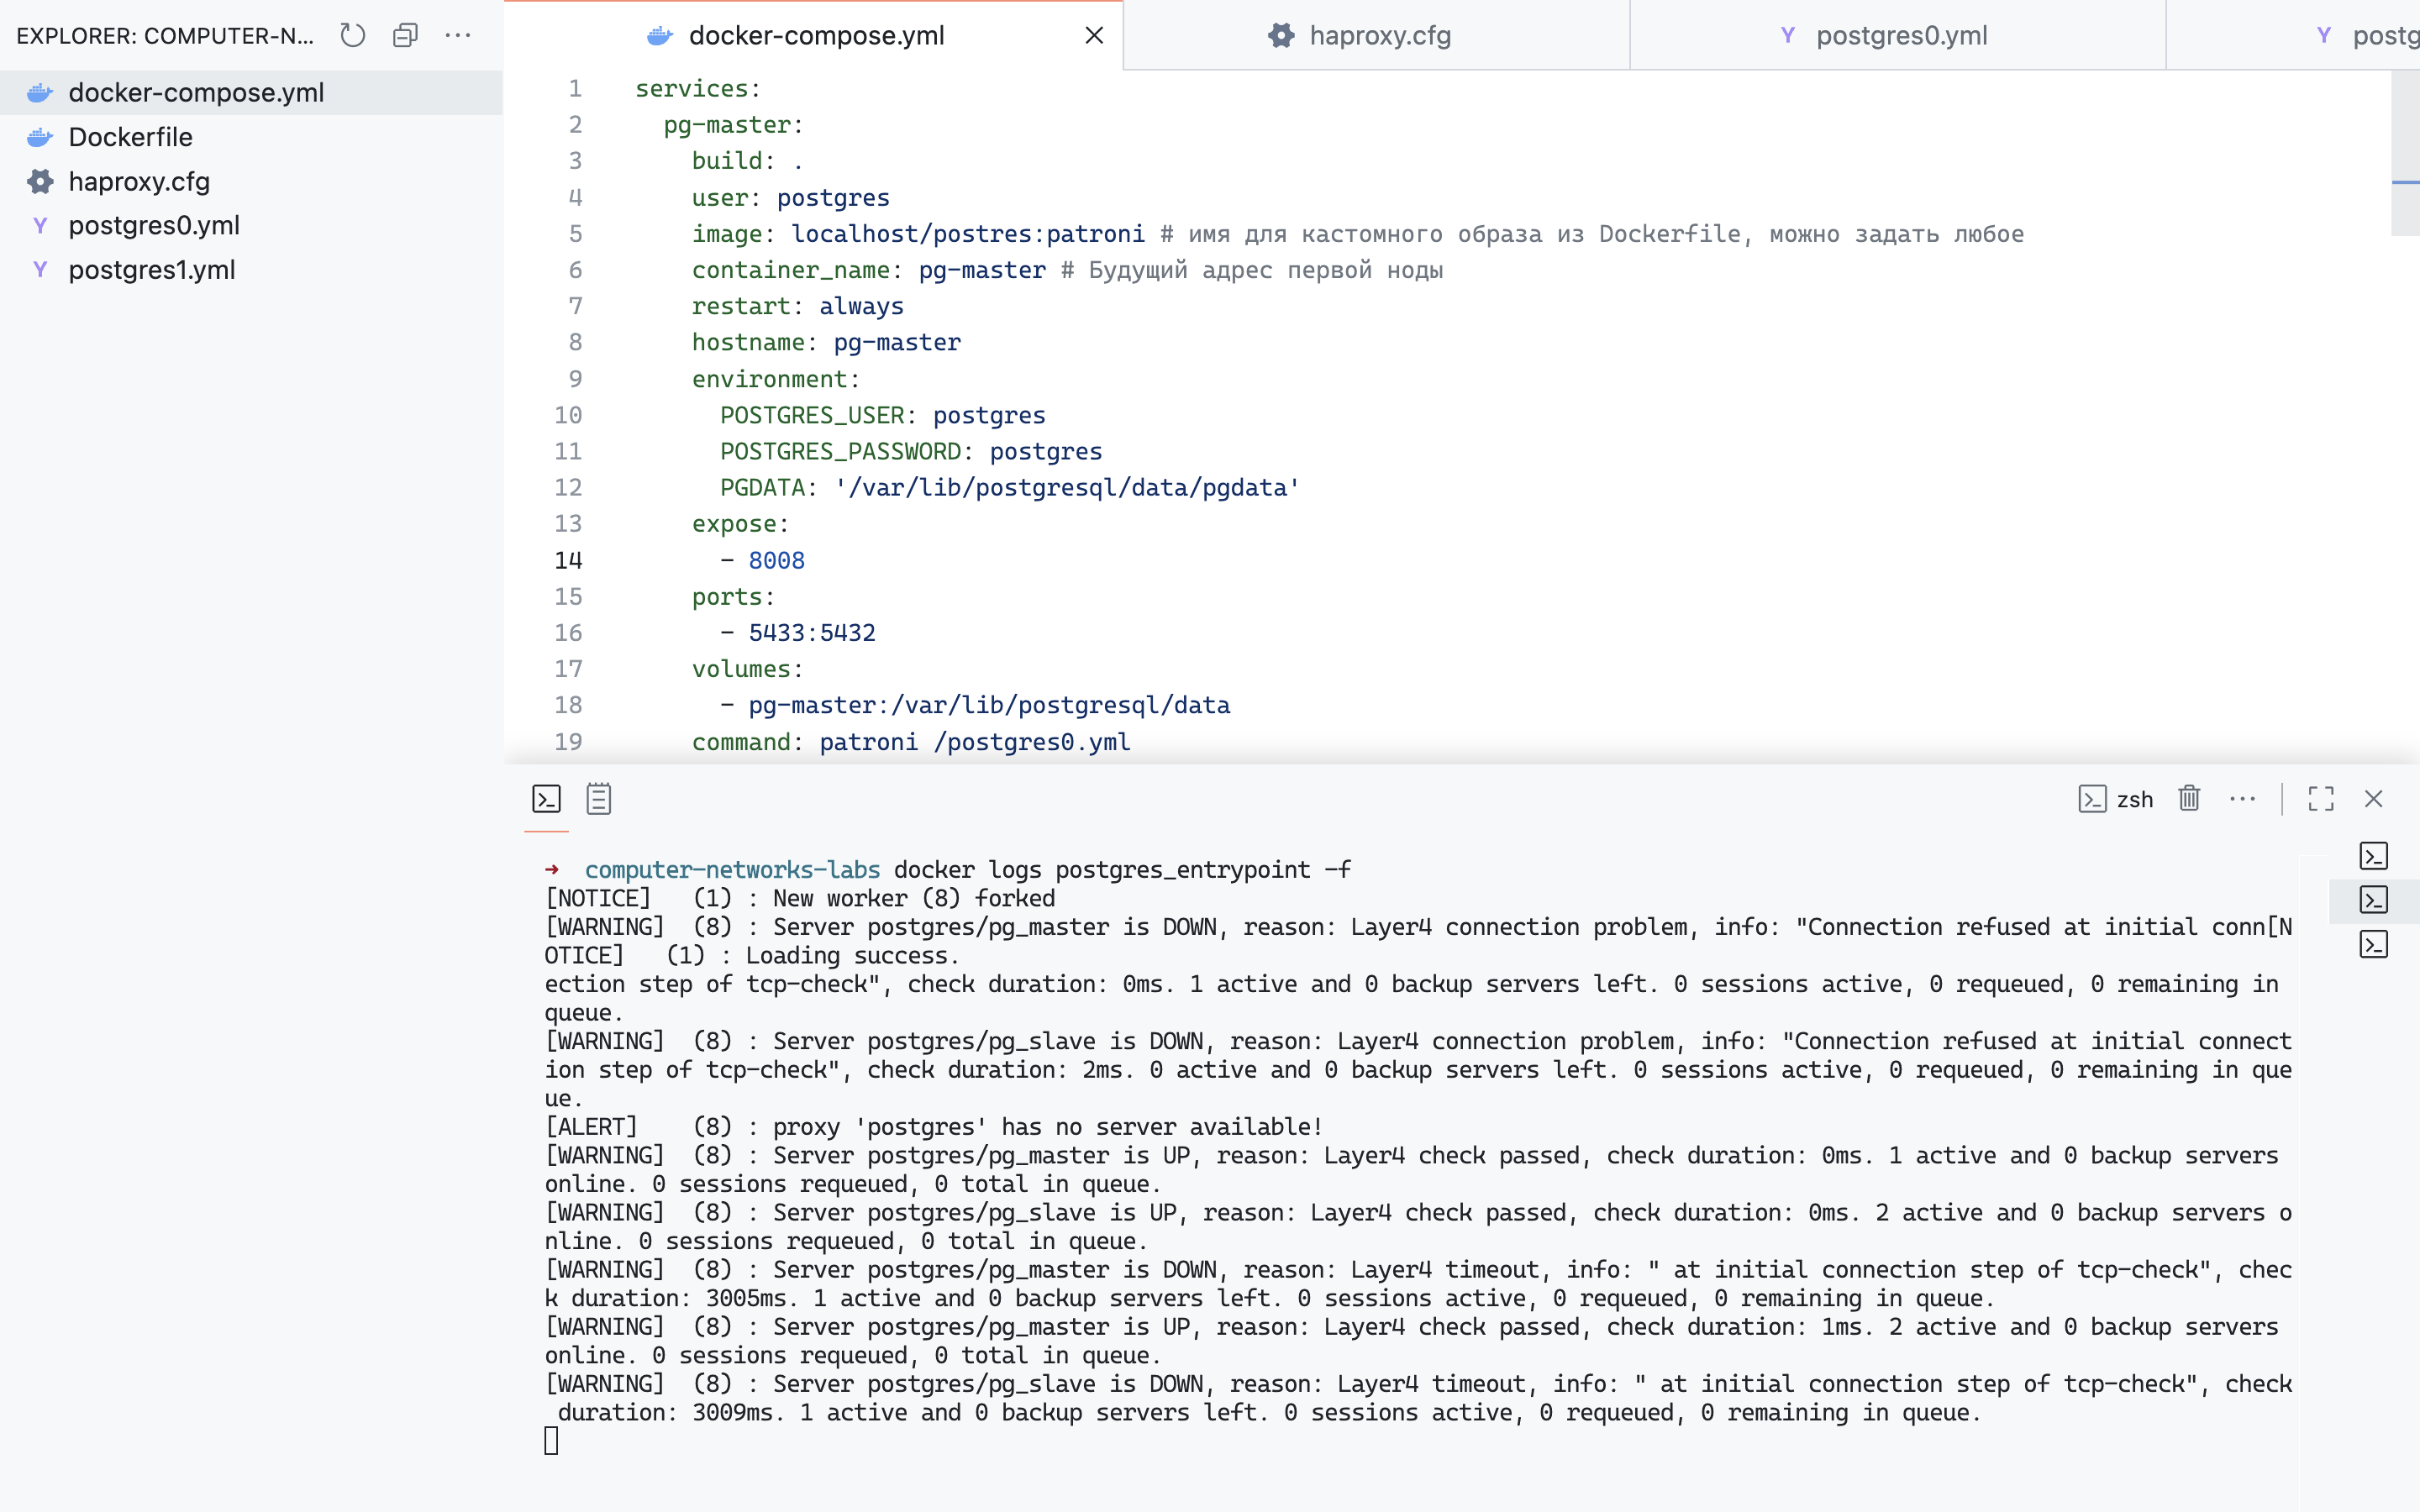 EXPLORER: COMPUTER-N...
docker-compose.yml
Dockerfile
haproxy.cfg
postgres0.yml
postgres1.yml
docker-compose.yml
haproxy.cfg
postgres0.yml
postg
1 services:
2 pg-master:
3 build: .
4 user: postgres
5 image: localhost/postres:patroni # имя для кастомного образа из Dockerfile, можно задать любое
6 container_name: pg-master # Будущий адрес первой ноды
7 restart: always
8 hostname: pg-master
9 environment:
10 POSTGRES_USER: postgres
11 POSTGRES_PASSWORD: postgres
12 PGDATA: '/var/lib/postgresql/data/pgdata'
13 expose:
14 - 8008
15 ports:
16 - 5433:5432
17 volumes:
18 - pg-master:/var/lib/postgresql/data
19 command: patroni /postgres0.yml
zsh
➜ computer-networks-labs docker logs postgres_entrypoint -f
[NOTICE] (1) : New worker (8) forked
[WARNING] (8) : Server postgres/pg_master is DOWN, reason: Layer4 connection problem, info: "Connection refused at initial conn[N
OTICE] (1) : Loading success.
ection step of tcp-check", check duration: 0ms. 1 active and 0 backup servers left. 0 sessions active, 0 requeued, 0 remaining in
queue.
[WARNING] (8) : Server postgres/pg_slave is DOWN, reason: Layer4 connection problem, info: "Connection refused at initial connect
ion step of tcp-check", check duration: 2ms. 0 active and 0 backup servers left. 0 sessions active, 0 requeued, 0 remaining in que
ue.
[ALERT] (8) : proxy 'postgres' has no server available!
[WARNING] (8) : Server postgres/pg_master is UP, reason: Layer4 check passed, check duration: 0ms. 1 active and 0 backup servers
online. 0 sessions requeued, 0 total in queue.
[WARNING] (8) : Server postgres/pg_slave is UP, reason: Layer4 check passed, check duration: 0ms. 2 active and 0 backup servers o
nline. 0 sessions requeued, 0 total in queue.
[WARNING] (8) : Server postgres/pg_master is DOWN, reason: Layer4 timeout, info: " at initial connection step of tcp-check", chec
k duration: 3005ms. 1 active and 0 backup servers left. 0 sessions active, 0 requeued, 0 remaining in queue.
[WARNING] (8) : Server postgres/pg_master is UP, reason: Layer4 check passed, check duration: 1ms. 2 active and 0 backup servers
online. 0 sessions requeued, 0 total in queue.
[WARNING] (8) : Server postgres/pg_slave is DOWN, reason: Layer4 timeout, info: " at initial connection step of tcp-check", check
duration: 3009ms. 1 active and 0 backup servers left. 0 sessions active, 0 requeued, 0 remaining in queue.